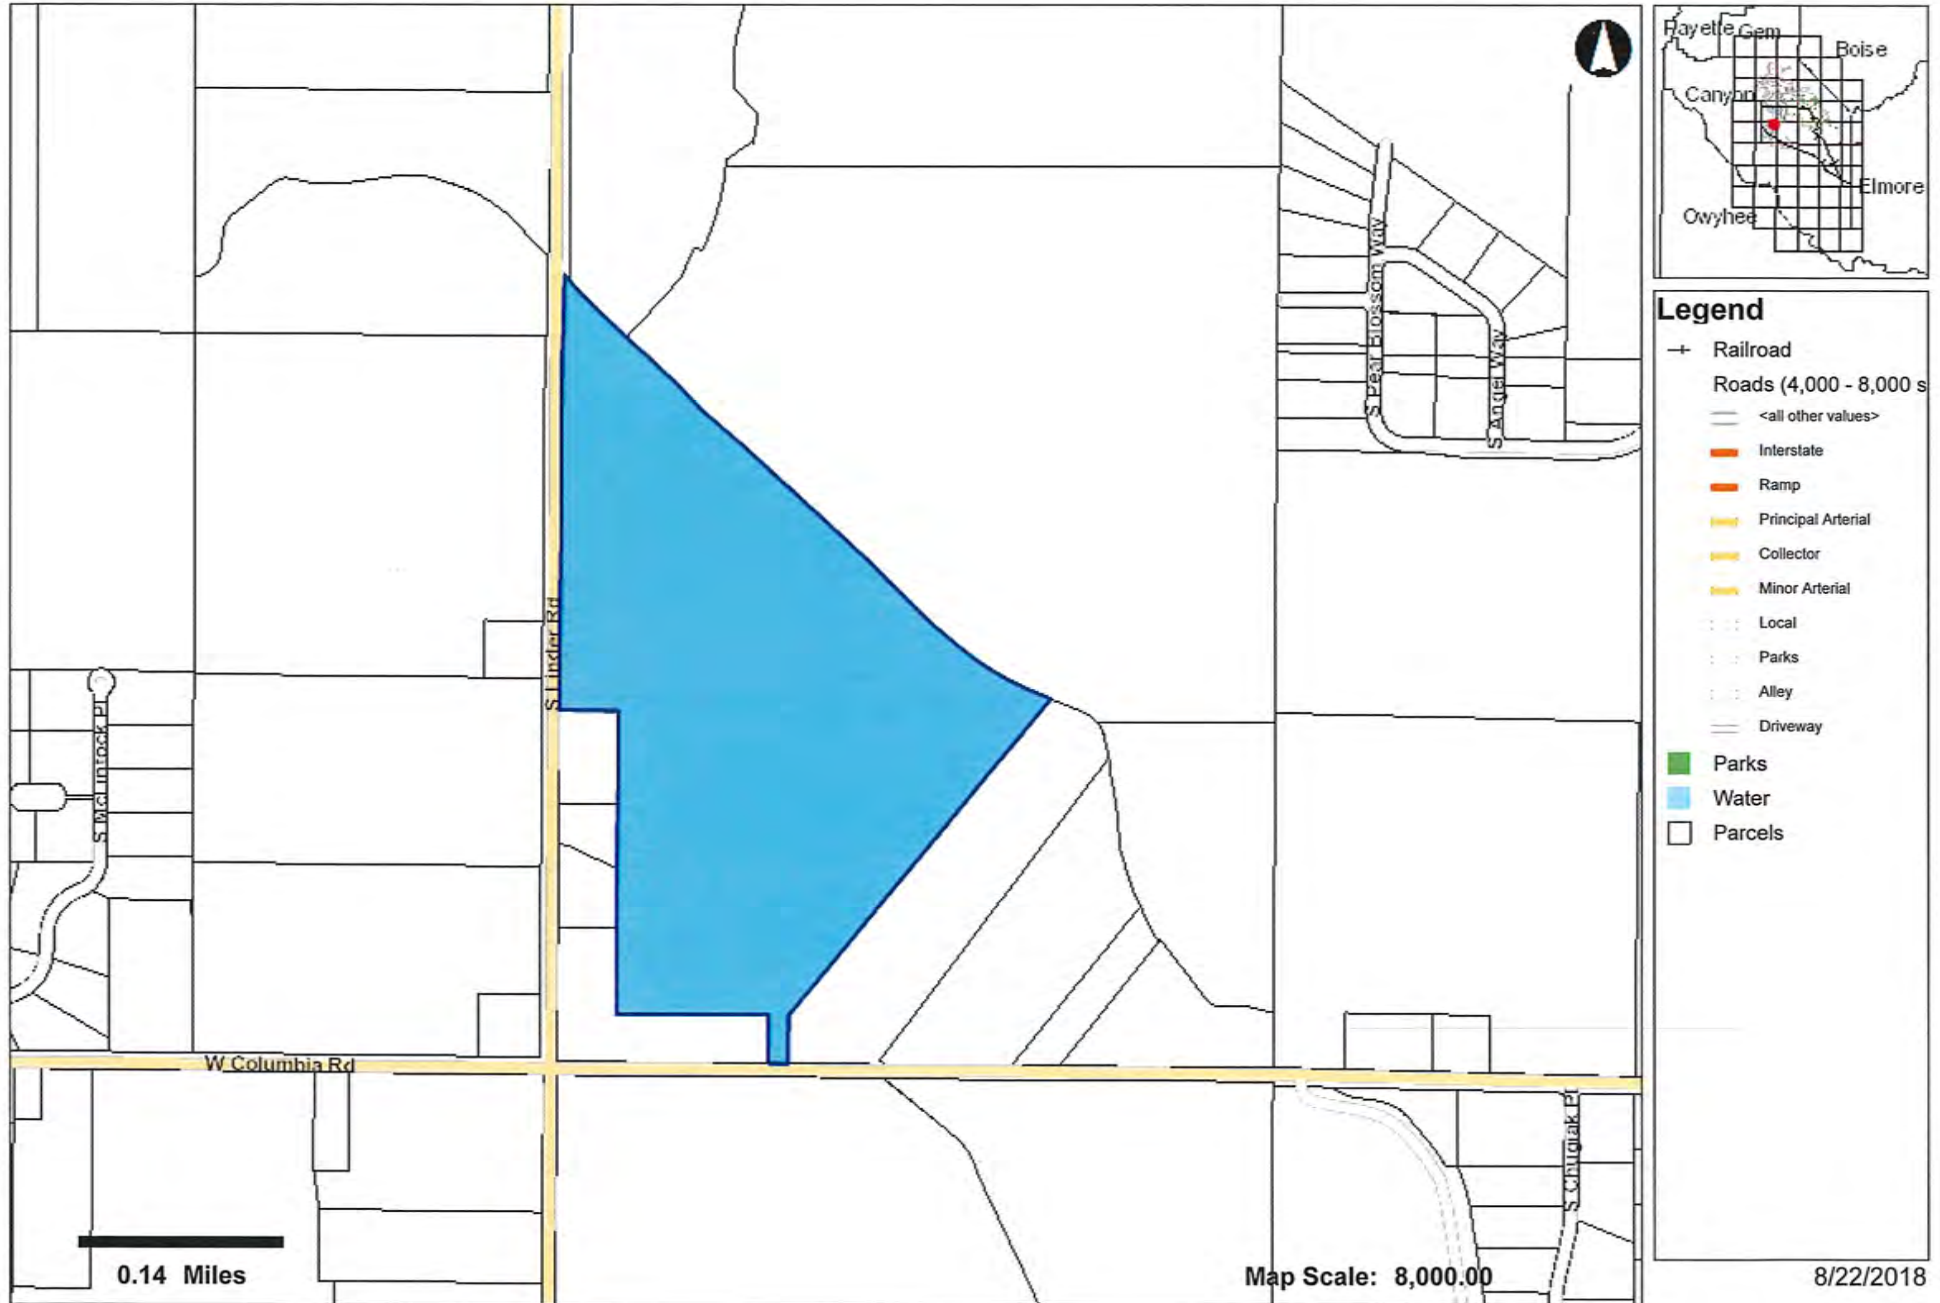 Payette
Gem
Boise
Canyon
Elmore
Owyhee
Legend
Railroad
Roads (4,000 - 8,000 s
<all other values>
Interstate
Ramp
Principal Arterial
Collector
Minor Arterial
Local
Parks
Alley
Driveway
Parks
Water
Parcels
S Pear Blossom Way
S Angel Way
S Linder Rd
S McLintock Pl
W Columbia Rd
S Chugiak Pl
0.14 Miles
Map Scale: 8,000.00
8/22/2018